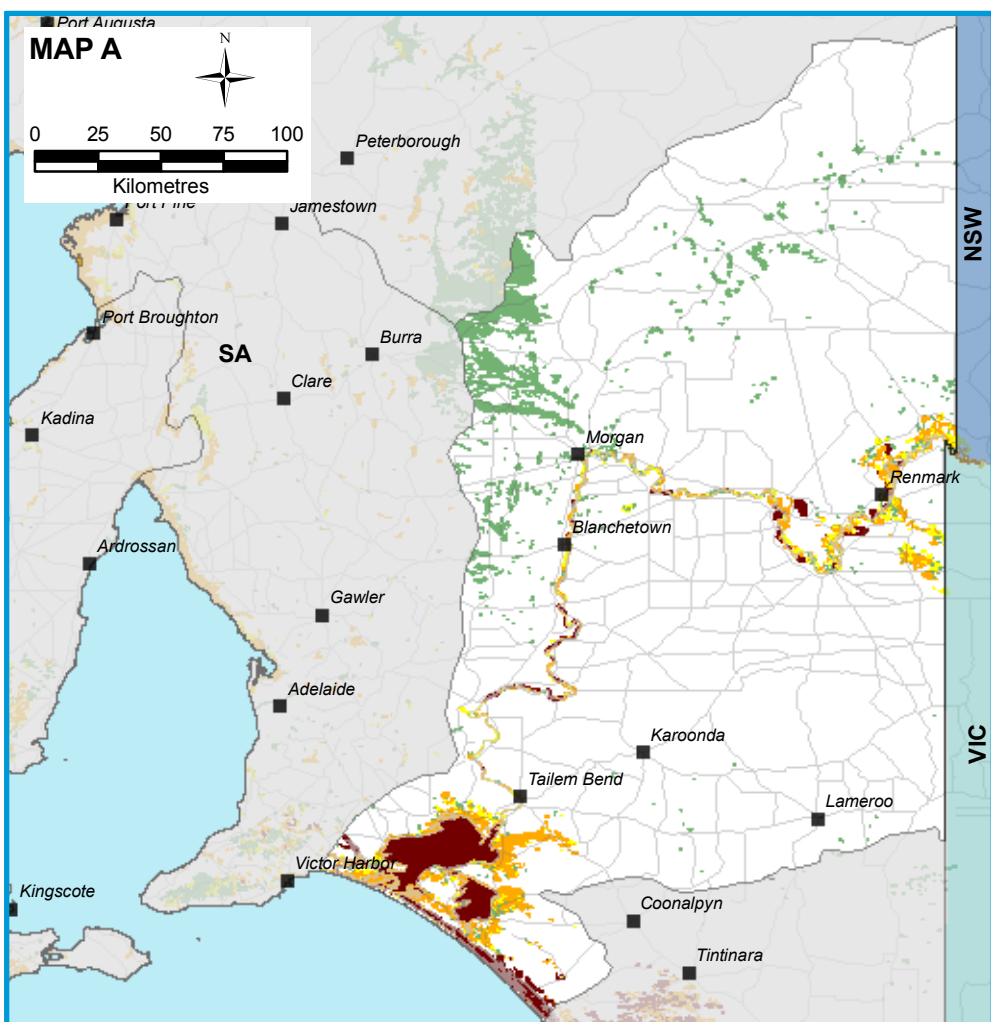 Port Augusta
MAP A
N
0 25 50 75 100
Kilometres
Peterborough
Port Pirie
Jamestown
NSW
Port Broughton
SA
Burra
Clare
Kadina
Morgan
Renmark
Blanchetown
Ardrossan
Gawler
Adelaide
Karoonda
VIC
Tailem Bend
Lameroo
Victor Harbor
Kingscote
Coonalpyn
Tintinara